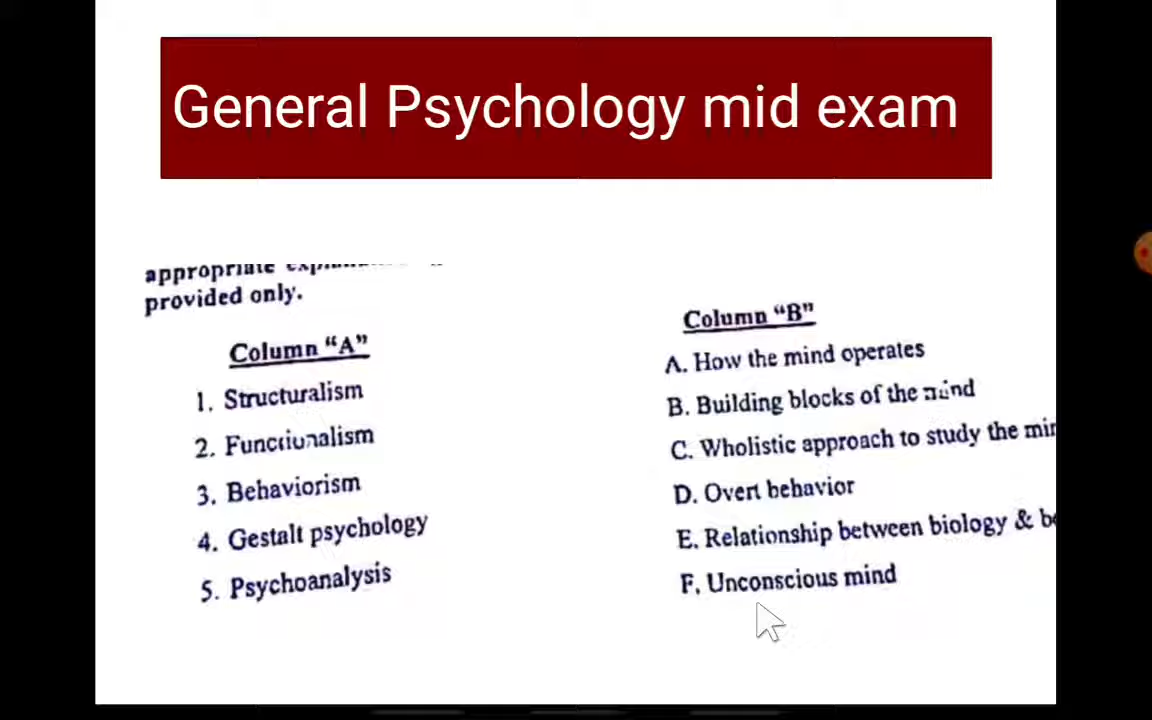 General Psychology mid exam
appropriate
provided only.
Column "A"
1. Structuralism
2. Functionalism
3. Behaviorism
4. Gestalt psychology
5. Psychoanalysis
Column "B"
A. How the mind operates
B. Building blocks of the mind
C. Wholistic approach to study the
D. Overt behavior
E. Relationship between biology &
F. Unconscious mind